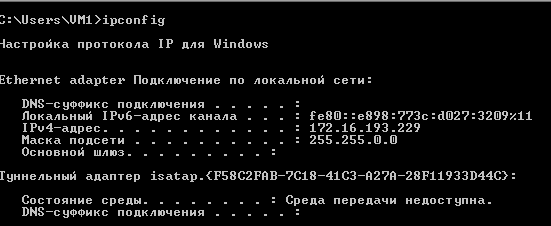 C:\Users\VM1>ipconfig
Настройка протокола IP для Windows
Ethernet adapter Подключение по локальной сети:
DNS-суффикс подключения . . . . . :
Локальный IPv6-адрес канала . . . : fe80::e898:773c:d027:3209%11
IPv4-адрес. . . . . . . . . . . . : 172.16.193.229
Маска подсети . . . . . . . . . . : 255.255.0.0
Основной шлюз. . . . . . . . . :
Туннельный адаптер isatap.{F58C2FAB-7C18-41C3-A27A-28F11933D44C}:
Состояние среды. . . . . . . . : Среда передачи недоступна.
DNS-суффикс подключения . . . . . :